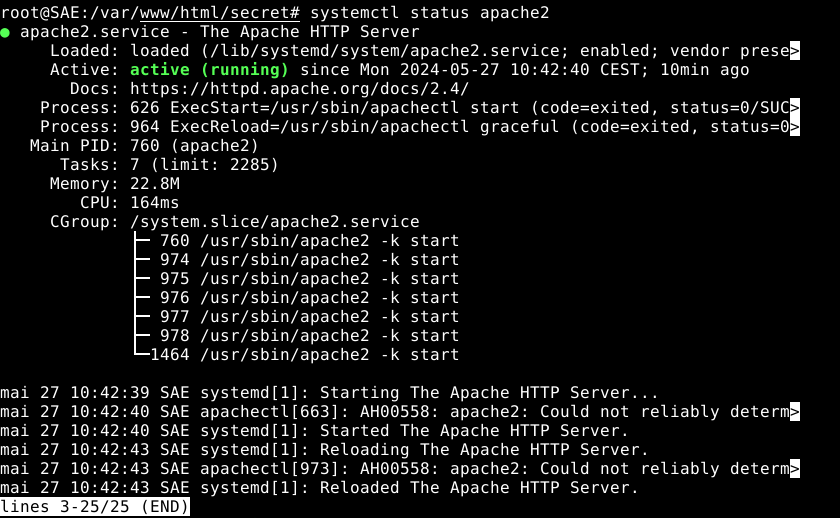 root@SAE:/var/www/html/secret# systemctl status apache2
● apache2.service - The Apache HTTP Server
     Loaded: loaded (/lib/systemd/system/apache2.service; enabled; vendor prese>
     Active: active (running) since Mon 2024-05-27 10:42:40 CEST; 10min ago
       Docs: https://httpd.apache.org/docs/2.4/
    Process: 626 ExecStart=/usr/sbin/apachectl start (code=exited, status=0/SUC>
    Process: 964 ExecReload=/usr/sbin/apachectl graceful (code=exited, status=0>
   Main PID: 760 (apache2)
      Tasks: 7 (limit: 2285)
     Memory: 22.8M
        CPU: 164ms
     CGroup: /system.slice/apache2.service
             ├─ 760 /usr/sbin/apache2 -k start
             ├─ 974 /usr/sbin/apache2 -k start
             ├─ 975 /usr/sbin/apache2 -k start
             ├─ 976 /usr/sbin/apache2 -k start
             ├─ 977 /usr/sbin/apache2 -k start
             ├─ 978 /usr/sbin/apache2 -k start
             └─1464 /usr/sbin/apache2 -k start

mai 27 10:42:39 SAE systemd[1]: Starting The Apache HTTP Server...
mai 27 10:42:40 SAE apachectl[663]: AH00558: apache2: Could not reliably determ>
mai 27 10:42:40 SAE systemd[1]: Started The Apache HTTP Server.
mai 27 10:42:43 SAE systemd[1]: Reloading The Apache HTTP Server.
mai 27 10:42:43 SAE apachectl[973]: AH00558: apache2: Could not reliably determ>
mai 27 10:42:43 SAE systemd[1]: Reloaded The Apache HTTP Server.
lines 3-25/25 (END)